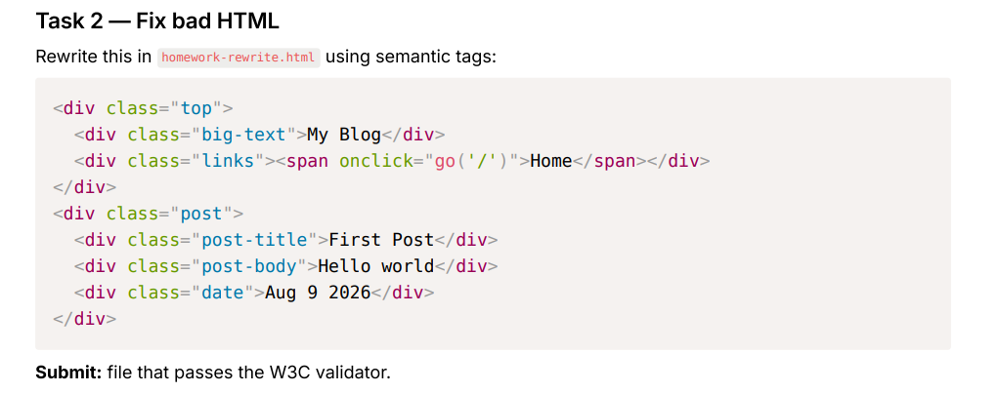 Task 2 — Fix bad HTML
Rewrite this in homework-rewrite.html using semantic tags:
<div class="top">
  <div class="big-text">My Blog</div>
  <div class="links"><span onclick="go('/')">Home</span></div>
</div>
<div class="post">
  <div class="post-title">First Post</div>
  <div class="post-body">Hello world</div>
  <div class="date">Aug 9 2026</div>
</div>
Submit: file that passes the W3C validator.